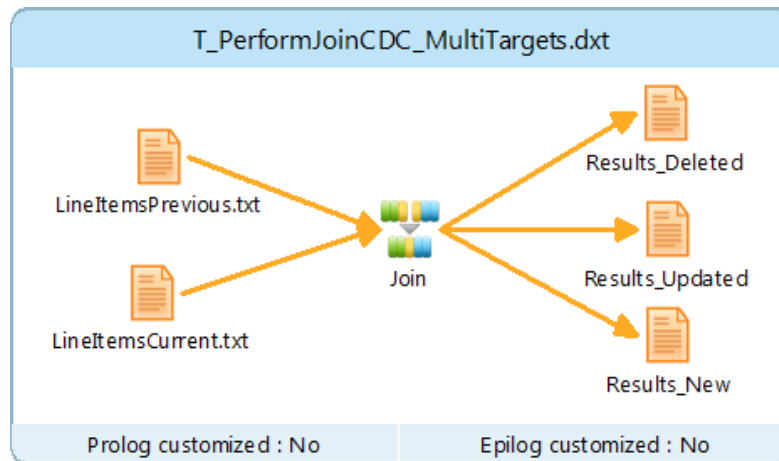 T_PerformJoinCDC_MultiTargets.dxt
LineItemsPrevious.txt
LineItemsCurrent.txt
Join
Results_Deleted
Results_Updated
Results_New
Prolog customized : No
Epilog customized : No